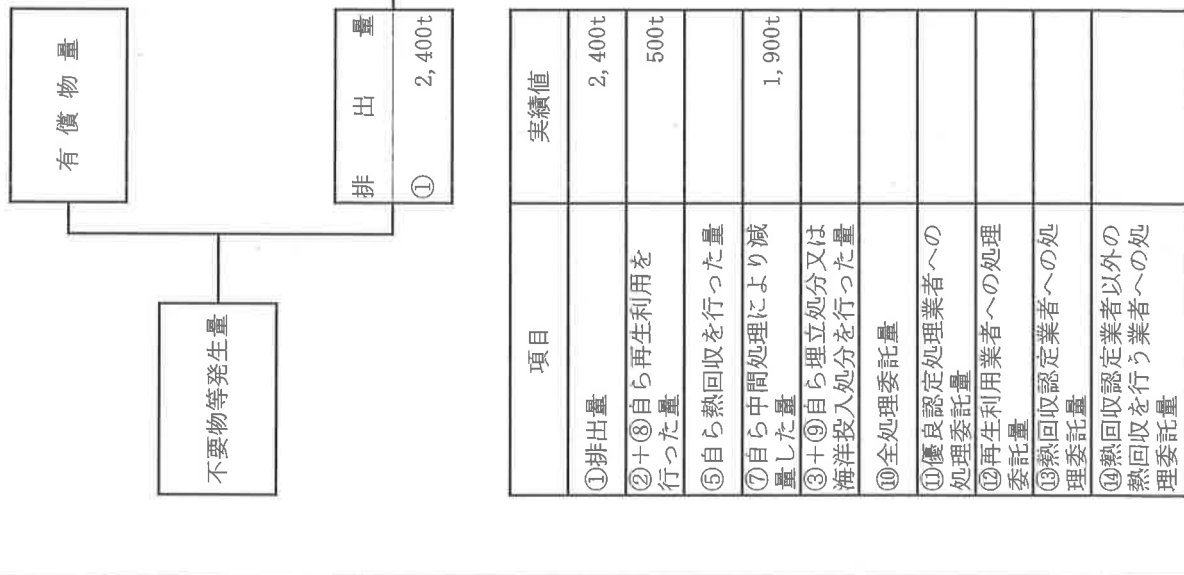 有償物量
不要物等発生量
排出量
① 2,400t
項目 実績値
①排出量 2,400t
②＋⑧自ら再生利用を
行った量 500t
⑤自ら熱回収を行った量
⑦自ら中間処理により減
量した量 1,900t
③＋⑨自ら埋立処分又は
海洋投入処分を行った量
⑩全処理委託量
⑪優良認定処理業者への
処理委託量
⑫再生利用業者への処理
委託量
⑬熱回収認定業者への処
理委託量
⑭熱回収認定業者以外の
熱回収を行う業者への処
理委託量